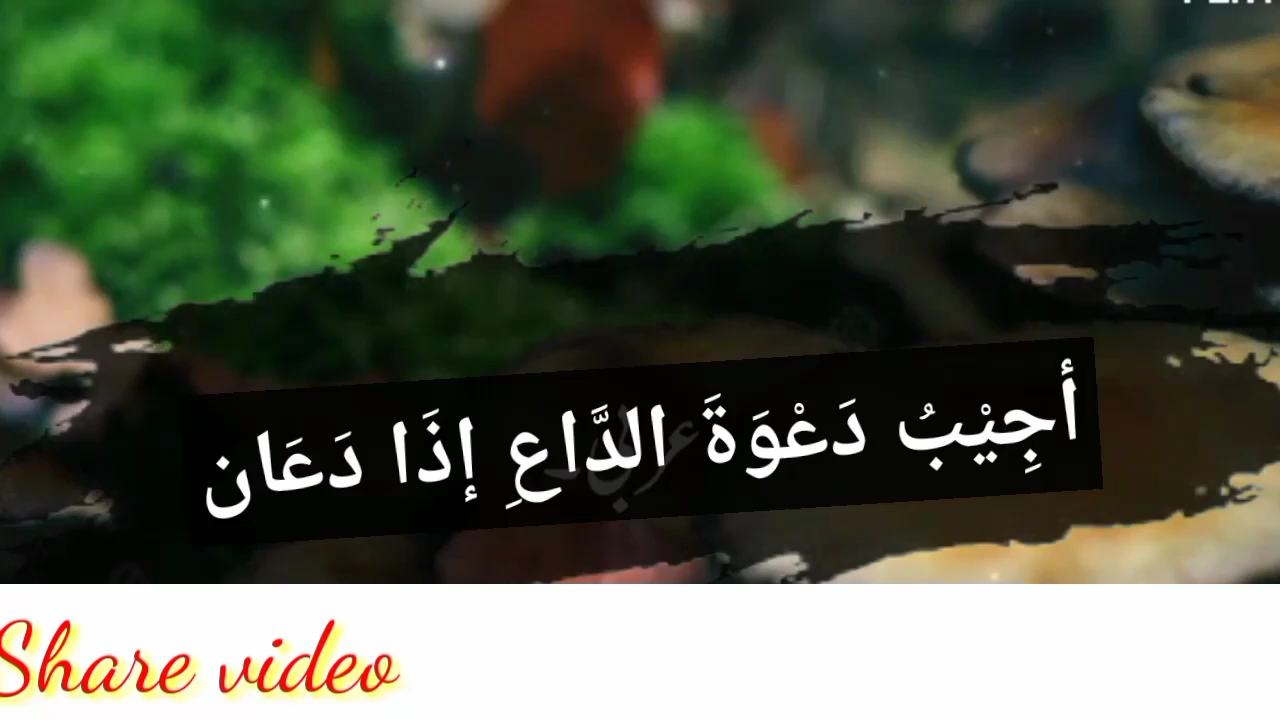 أجِيْبُ دَعْوَةَ الدَّاعِ إذَا دَعَان
Share video